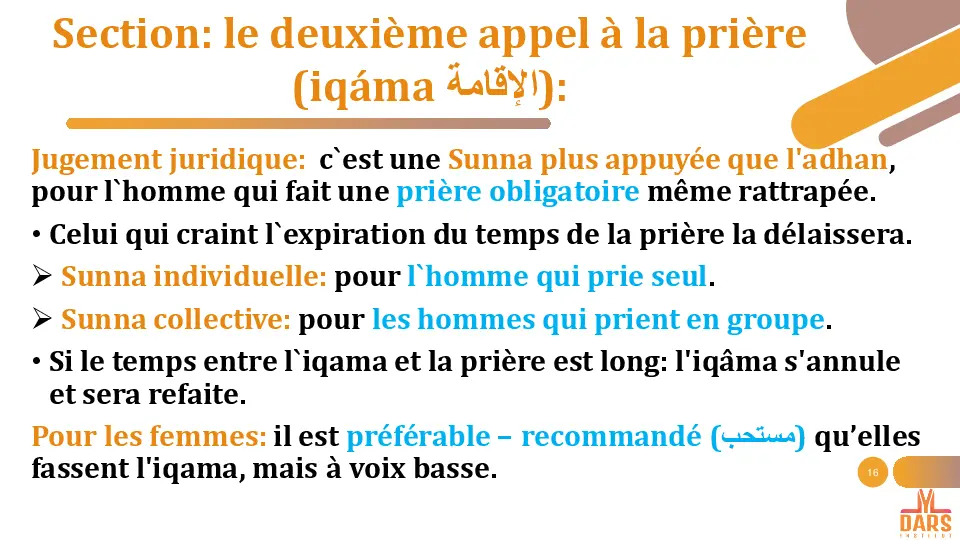 Section: le deuxième appel à la prière
(iqáma الإقامة):
Jugement juridique:  c`est une Sunna plus appuyée que l'adhan,
pour l`homme qui fait une prière obligatoire même rattrapée.
• Celui qui craint l`expiration du temps de la prière la délaissera.
➢ Sunna individuelle: pour l`homme qui prie seul.
➢ Sunna collective: pour les hommes qui prient en groupe.
• Si le temps entre l`iqama et la prière est long: l'iqâma s'annule
et sera refaite.
Pour les femmes: il est préférable – recommandé (مستحب) qu’elles
fassent l'iqama, mais à voix basse.
16
DARS
INSTITUT